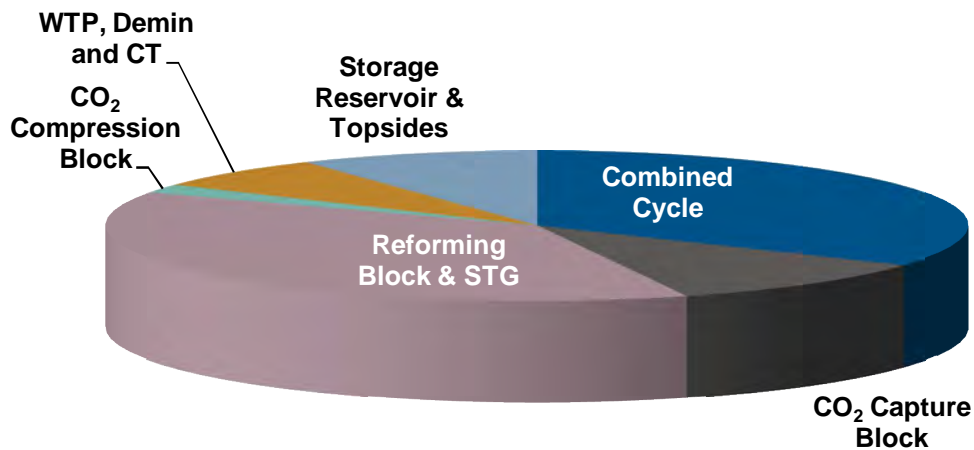 WTP, Demin
and CT
CO₂
Compression
Block
Storage
Reservoir &
Topsides
Combined
Cycle
Reforming
Block & STG
CO₂ Capture
Block